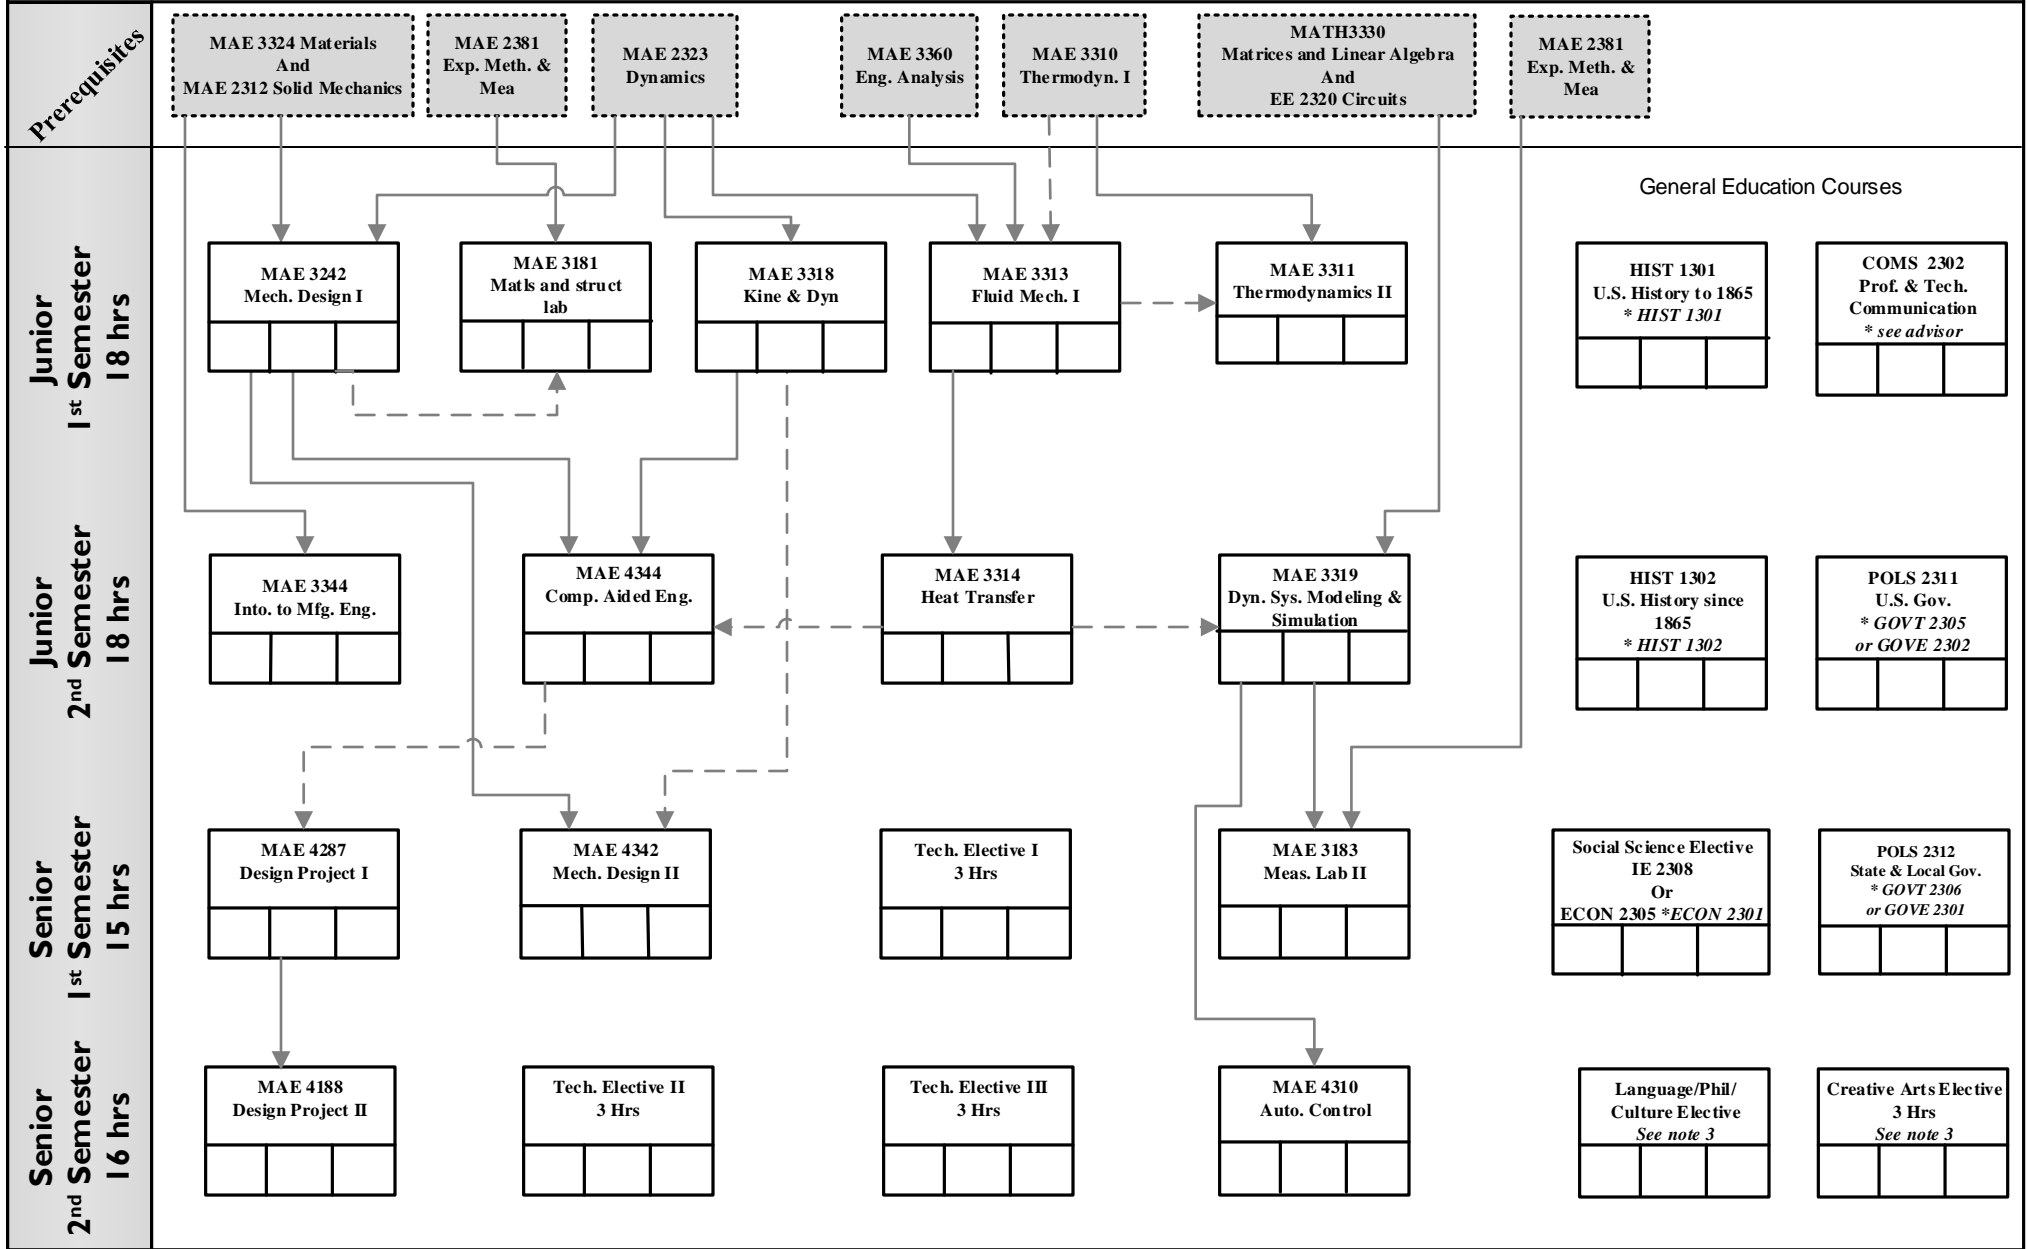 Prerequisites
MAE 3324 Materials
And
MAE 2312 Solid Mechanics
MAE 2381
Exp. Meth. &
Mea
MAE 2323
Dynamics
MAE 3360
Eng. Analysis
MAE 3310
Thermodyn. I
MATH3330
Matrices and Linear Algebra
And
EE 2320 Circuits
MAE 2381
Exp. Meth. &
Mea
General Education Courses
Junior
1st Semester
18 hrs
MAE 3242
Mech. Design I
MAE 3181
Matls and struct
lab
MAE 3318
Kine & Dyn
MAE 3313
Fluid Mech. I
MAE 3311
Thermodynamics II
HIST 1301
U.S. History to 1865
* HIST 1301
COMS 2302
Prof. & Tech.
Communication
* see advisor
Junior
2nd Semester
18 hrs
MAE 3344
Into. to Mfg. Eng.
MAE 4344
Comp. Aided Eng.
MAE 3314
Heat Transfer
MAE 3319
Dyn. Sys. Modeling &
Simulation
HIST 1302
U.S. History since
1865
* HIST 1302
POLS 2311
U.S. Gov.
* GOVT 2305
or GOVE 2302
Senior
1st Semester
15 hrs
MAE 4287
Design Project I
MAE 4342
Mech. Design II
Tech. Elective I
3 Hrs
MAE 3183
Meas. Lab II
Social Science Elective
IE 2308
Or
ECON 2305 *ECON 2301
POLS 2312
State & Local Gov.
* GOVT 2306
or GOVE 2301
Senior
2nd Semester
16 hrs
MAE 4188
Design Project II
Tech. Elective II
3 Hrs
Tech. Elective III
3 Hrs
MAE 4310
Auto. Control
Language/Phil/
Culture Elective
See note 3
Creative Arts Elective
3 Hrs
See note 3